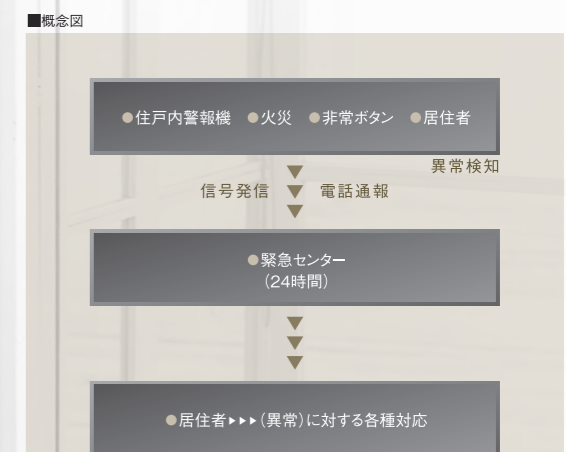 ■概念図
●住戸内警報機 ●火災 ●非常ボタン ●居住者
異常検知
信号発信 ▼ 電話通報
●緊急センター
(24時間)
●居住者▶▶▶(異常)に対する各種対応